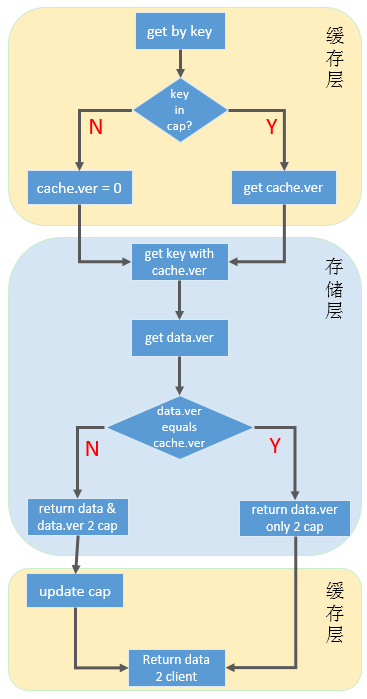 get by key
缓
存
层
key
in
cap?
N
Y
cache.ver = 0
get cache.ver
get key with
cache.ver
存
储
层
get data.ver
data.ver
equals
cache.ver
N
Y
return data &
data.ver 2 cap
return data.ver
only 2 cap
update cap
缓
存
层
Return data
2 client